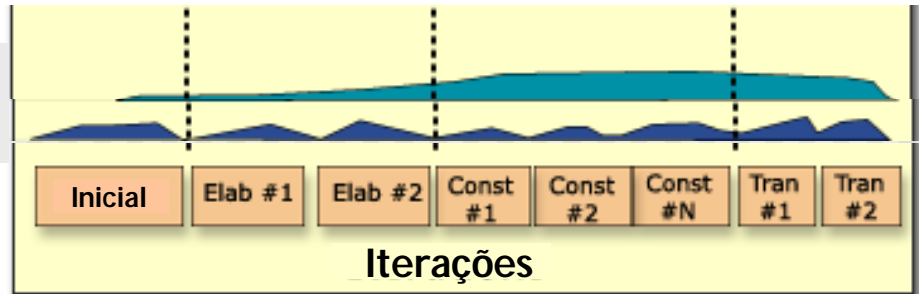 Inicial
Elab #1
Elab #2
Const
#1
Const
#2
Const
#N
Tran
#1
Tran
#2
Iterações